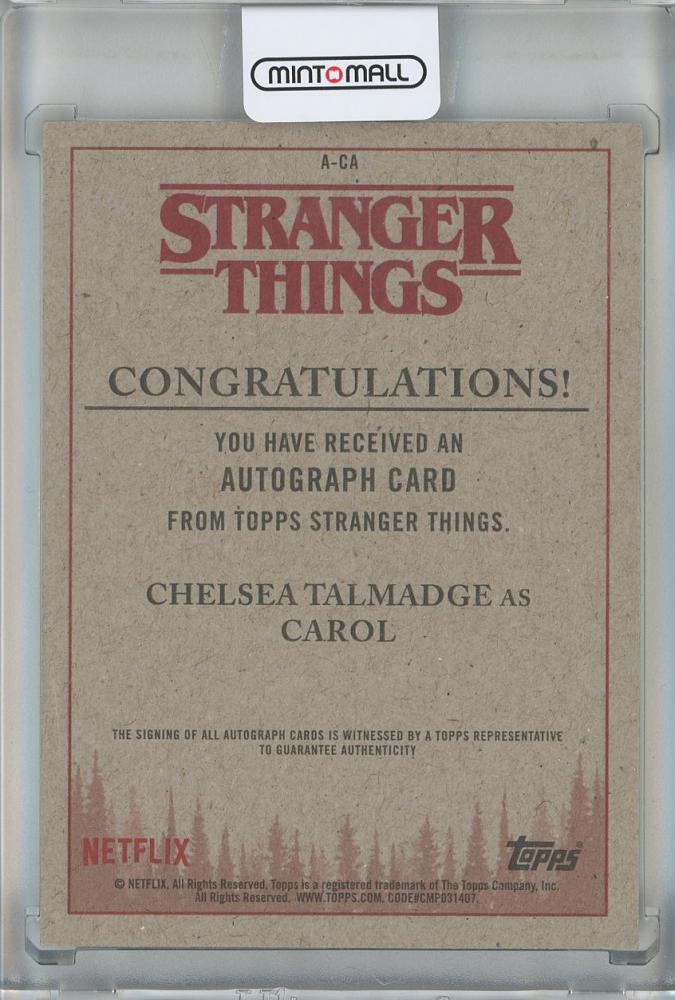 MINTMALL
A-CA
STRANGER
THINGS
CONGRATULATIONS!
YOU HAVE RECEIVED AN
AUTOGRAPH CARD
FROM TOPPS STRANGER THINGS.
CHELSEA TALMADGE AS
CAROL
THE SIGNING OF ALL AUTOGRAPH CARDS IS WITNESSED BY A TOPPS REPRESENTATIVE
TO GUARANTEE AUTHENTICITY
NETFLIX
topps
© NETFLIX, All Rights Reserved. Topps is a registered trademark of The Topps Company, Inc.
All Rights Reserved. WWW.TOPPS.COM. CODE#CMP031407.